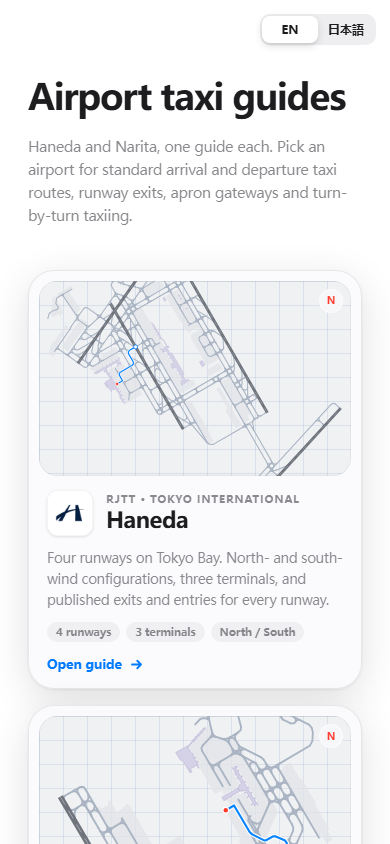 EN
日本語
Airport taxi guides
Haneda and Narita, one guide each. Pick an
airport for standard arrival and departure taxi
routes, runway exits, apron gateways and turn-
by-turn taxiing.
N
RJTT • TOKYO INTERNATIONAL
Haneda
Four runways on Tokyo Bay. North- and south-
wind configurations, three terminals, and
published exits and entries for every runway.
4 runways
3 terminals
North / South
Open guide →
N